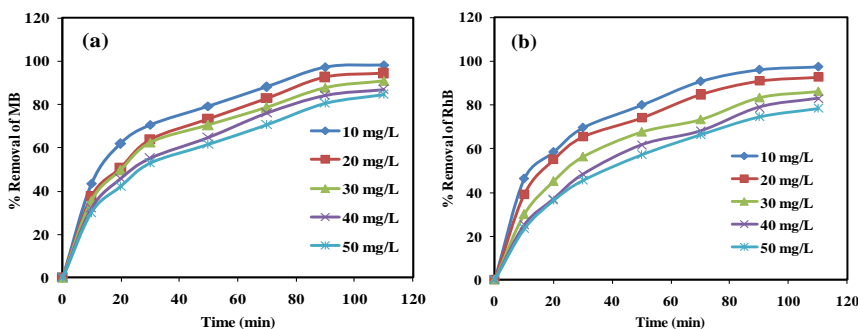 (a)
% Removal of MB
120
100
80
60
40
20
0
0 20 40 60 80 100 120
Time (min)
10 mg/L
20 mg/L
30 mg/L
40 mg/L
50 mg/L
(b)
% Removal of RhB
120
100
80
60
40
20
0
0 20 40 60 80 100 120
Time (min)
10 mg/L
20 mg/L
30 mg/L
40 mg/L
50 mg/L